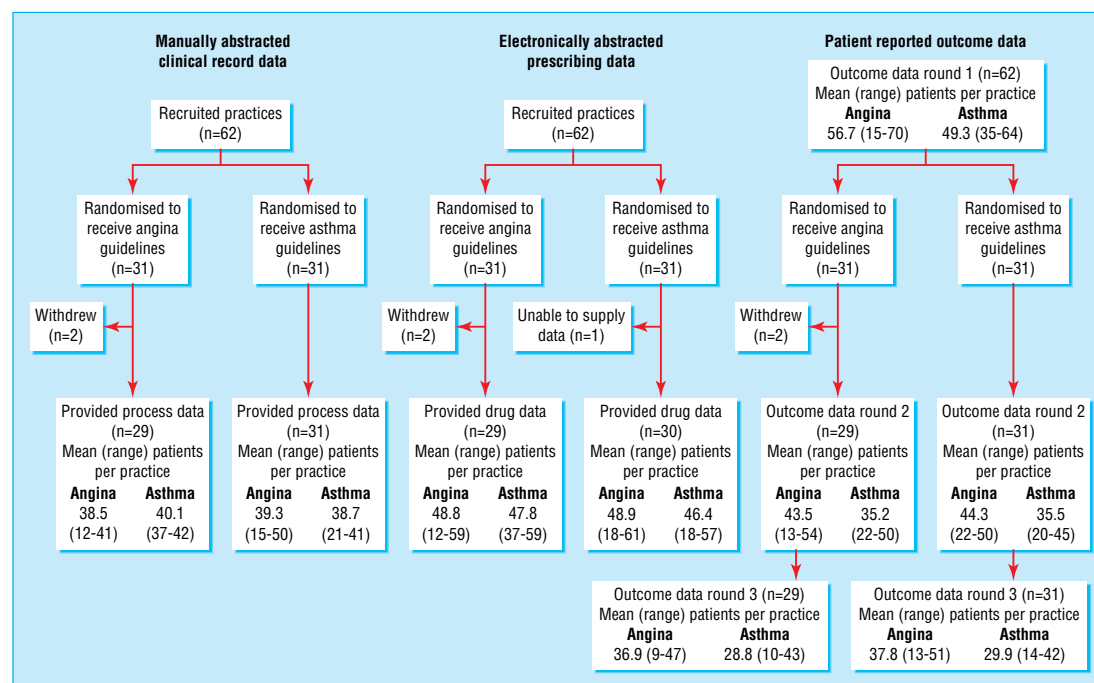 Manually abstracted
clinical record data
Recruited practices
(n=62)
Randomised to
receive angina
guidelines
(n=31)
Randomised to
receive asthma
guidelines
(n=31)
Withdrew
(n=2)
Provided process data
(n=29)
Mean (range) patients
per practice
Angina Asthma
38.5 40.1
(12-41) (37-42)
Provided process data
(n=31)
Mean (range) patients
per practice
Angina Asthma
39.3 38.7
(15-50) (21-41)
Electronically abstracted
prescribing data
Recruited practices
(n=62)
Randomised to
receive angina
guidelines
(n=31)
Randomised to
receive asthma
guidelines
(n=31)
Withdrew
(n=2)
Unable to supply
data (n=1)
Provided drug data
(n=29)
Mean (range) patients
per practice
Angina Asthma
48.8 47.8
(12-59) (37-59)
Provided drug data
(n=30)
Mean (range) patients
per practice
Angina Asthma
48.9 46.4
(18-61) (18-57)
Patient reported outcome data
Outcome data round 1 (n=62)
Mean (range) patients per practice
Angina Asthma
56.7 (15-70) 49.3 (35-64)
Randomised to
receive angina
guidelines
(n=31)
Randomised to
receive asthma
guidelines
(n=31)
Withdrew
(n=2)
Outcome data round 2
(n=29)
Mean (range) patients
per practice
Angina Asthma
43.5 35.2
(13-54) (22-50)
Outcome data round 2
(n=31)
Mean (range) patients
per practice
Angina Asthma
44.3 35.5
(22-50) (20-45)
Outcome data round 3 (n=29)
Mean (range) patients per practice
Angina Asthma
36.9 (9-47) 28.8 (10-43)
Outcome data round 3 (n=31)
Mean (range) patients per practice
Angina Asthma
37.8 (13-51) 29.9 (14-42)